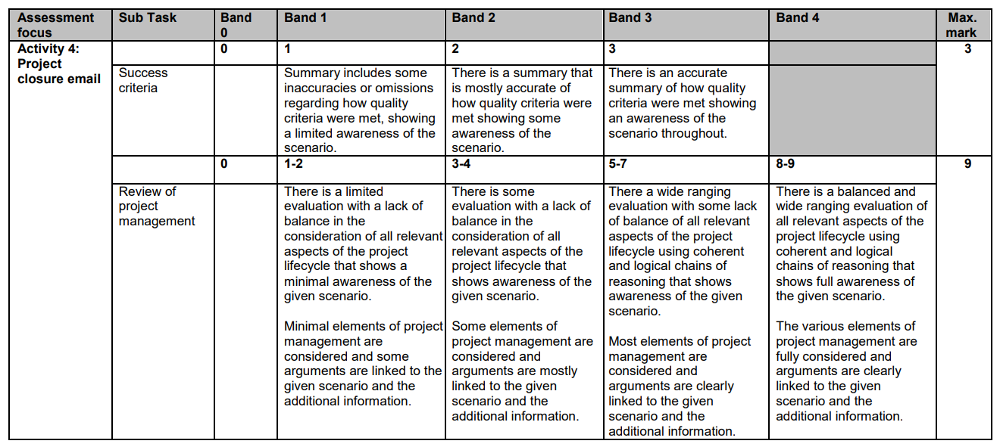 Assessment focus
Sub Task
Band 0
Band 1
Band 2
Band 3
Band 4
Max. mark
Activity 4:
Project
closure email
0
1
2
3
3
Success
criteria
Summary includes some
inaccuracies or omissions
regarding how quality
criteria were met, showing
a limited awareness of the
scenario.
There is a summary that
is mostly accurate of
how quality criteria were
met showing some
awareness of the
scenario.
There is an accurate
summary of how quality
criteria were met showing
an awareness of the
scenario throughout.
0
1-2
3-4
5-7
8-9
9
Review of
project
management
There is a limited
evaluation with a lack of
balance in the
consideration of all relevant
aspects of the project
lifecycle that shows a
minimal awareness of the
given scenario.
Minimal elements of project
management are
considered and some
arguments are linked to the
given scenario and the
additional information.
There is some
evaluation with a lack of
balance in the
consideration of all
relevant aspects of the
project lifecycle that
shows awareness of the
given scenario.
Some elements of
project management are
considered and
arguments are mostly
linked to the given
scenario and the
additional information.
There a wide ranging
evaluation with some lack
of balance of all relevant
aspects of the project
lifecycle using coherent
and logical chains of
reasoning that shows
awareness of the given
scenario.
Most elements of project
management are
considered and
arguments are clearly
linked to the given
scenario and the
additional information.
There is a balanced and
wide ranging evaluation of
all relevant aspects of the
project lifecycle using
coherent and logical
chains of reasoning that
shows full awareness of
the given scenario.
The various elements of
project management are
fully considered and
arguments are clearly
linked to the given
scenario and the
additional information.